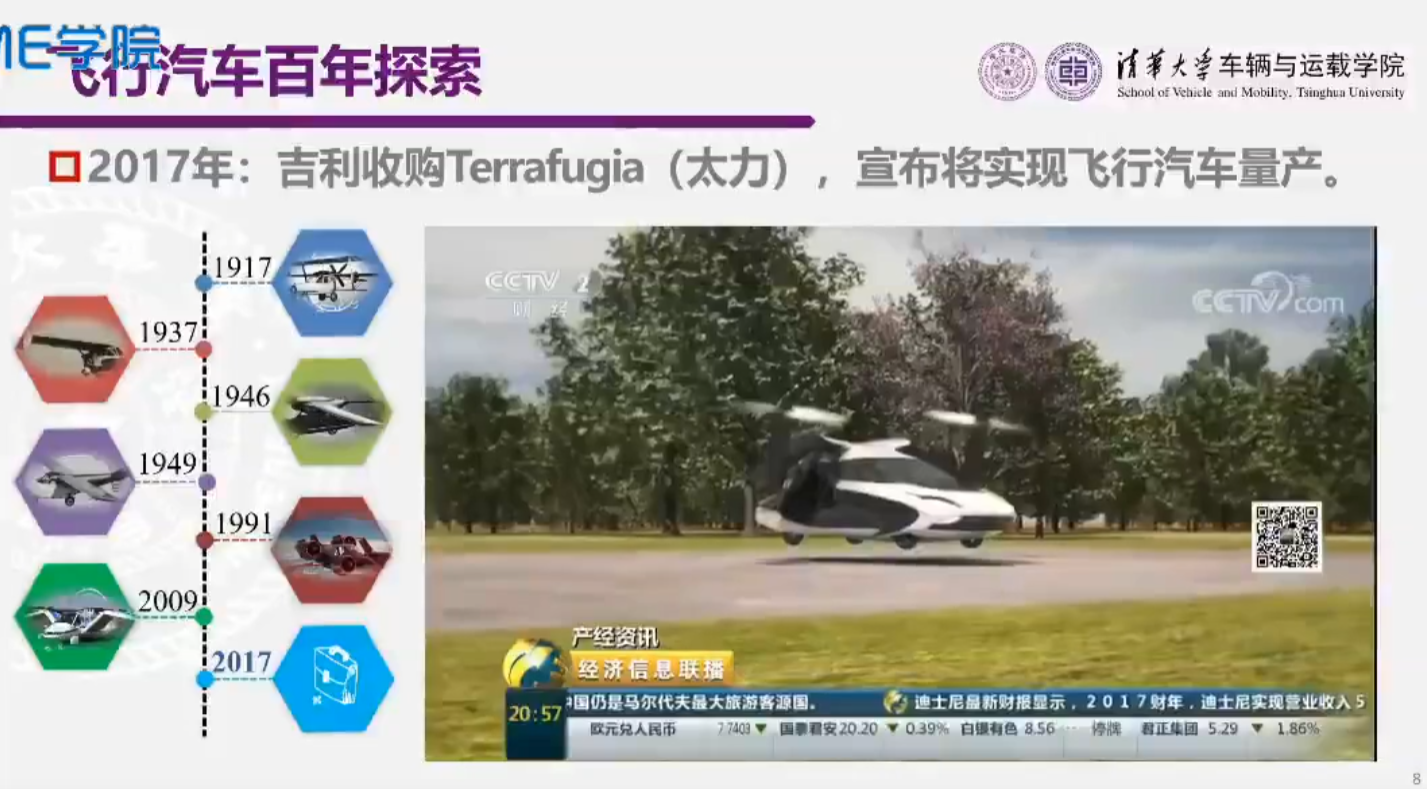 ME学院
飞行汽车百年探索
清华大学车辆与运载学院
School of Vehicle and Mobility, Tsinghua University
2017年：吉利收购Terrafugia（太力），宣布将实现飞行汽车量产。
1917
1937
1946
1949
1991
2009
2017
CCTV 2
财经
CCTV.com
产经资讯
经济信息联播
20:57
中国仍是马尔代夫最大旅游客源国。 迪士尼最新财报显示，2017财年，迪士尼实现营业收入5
欧元兑人民币 7.7403 ▼ 国泰君安 20.20 ▼ 0.39% 白银有色 8.56 ··· 停牌 君正集团 5.29 ▼ 1.86%
8